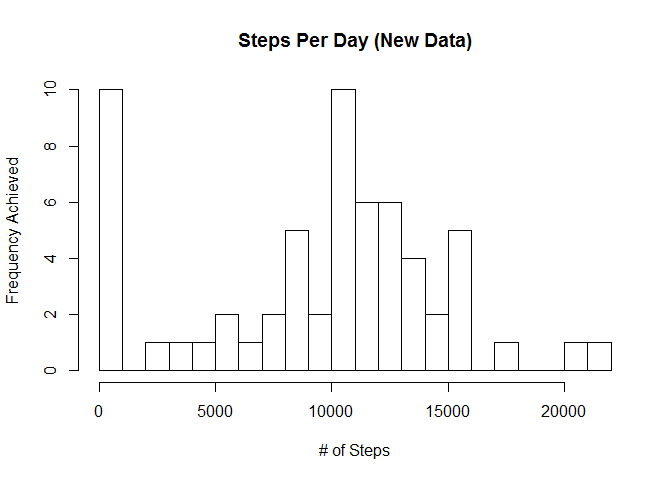 Steps Per Day (New Data)
Frequency Achieved
10
8
6
4
2
0
0 5000 10000 15000 20000
# of Steps